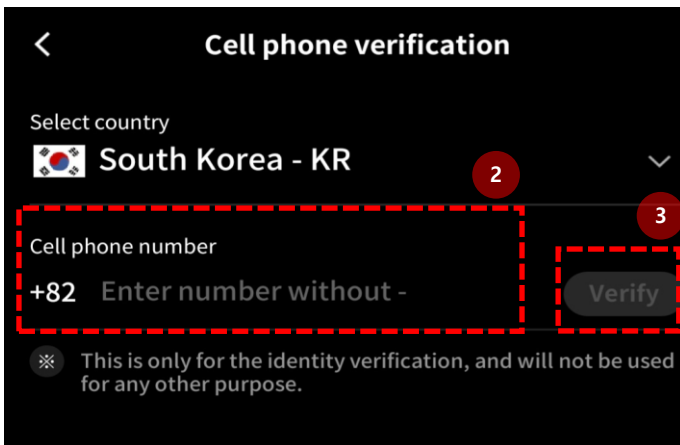 Cell phone verification
Select country
South Korea - KR
2
3
Cell phone number
+82 Enter number without -
Verify
※ This is only for the identity verification, and will not be used
for any other purpose.